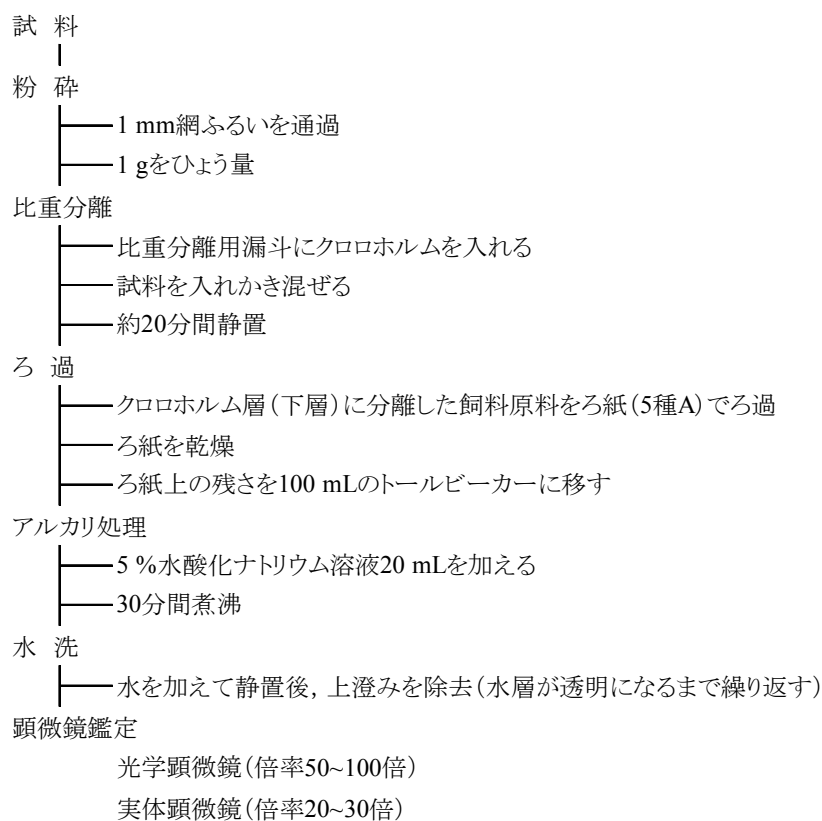 試 料
粉 砕
1 mm網ふるいを通過
1 gをひょう量
比重分離
比重分離用漏斗にクロロホルムを入れる
試料を入れかき混ぜる
約20分間静置
ろ 過
クロロホルム層(下層)に分離した飼料原料をろ紙(5種A)でろ過
ろ紙を乾燥
ろ紙上の残さを100 mLのトールビーカーに移す
アルカリ処理
5 %水酸化ナトリウム溶液20 mLを加える
30分間煮沸
水 洗
水を加えて静置後, 上澄みを除去(水層が透明になるまで繰り返す)
顕微鏡鑑定
光学顕微鏡(倍率50~100倍)
実体顕微鏡(倍率20~30倍)